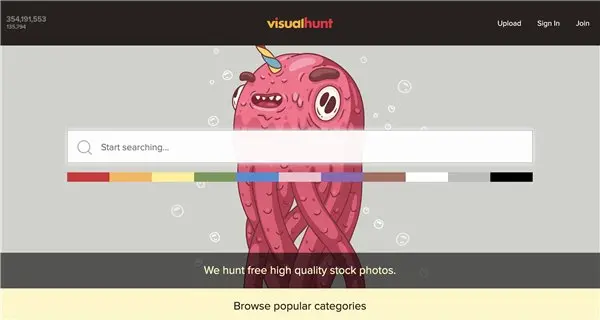 354,191,553
visualhunt
Upload Sign In Join
135,794
Start searching...
We hunt free high quality stock photos.
Browse popular categories